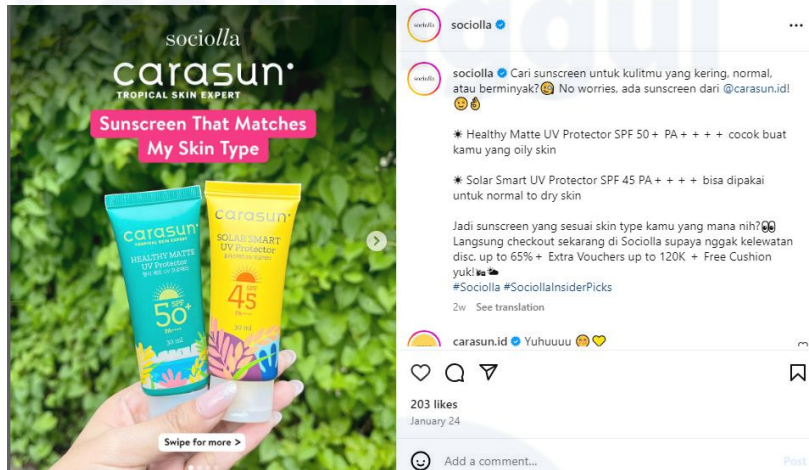 sociolla
carasun
TROPICAL SKIN EXPERT
Sunscreen That Matches
My Skin Type
carasun
TROPICAL SKIN EXPERT
HEALTHY MATTE
UV Protector
SPF
50+
PA++++
30 ml
carasun
SOLAR SMART
UV Protector
SPF
45
PA++++
30 ml
Swipe for more >
sociolla
sociolla Cari sunscreen untuk kulitmu yang kering, normal,
atau berminyak?🧐 No worries, ada sunscreen dari @carasun.id!
😉👌
☀ Healthy Matte UV Protector SPF 50 + PA + + + + cocok buat
kamu yang oily skin
☀ Solar Smart UV Protector SPF 45 PA + + + + bisa dipakai
untuk normal to dry skin
Jadi sunscreen yang sesuai skin type kamu yang mana nih?👀
Langsung checkout sekarang di Sociolla supaya nggak kelewatan
disc. up to 65% + Extra Vouchers up to 120K + Free Cushion
yuk!
#Sociolla #SociollaInsiderPicks
2w See translation
carasun.id Yuhuuuu 🤗💛
203 likes
January 24
Add a comment...
Post